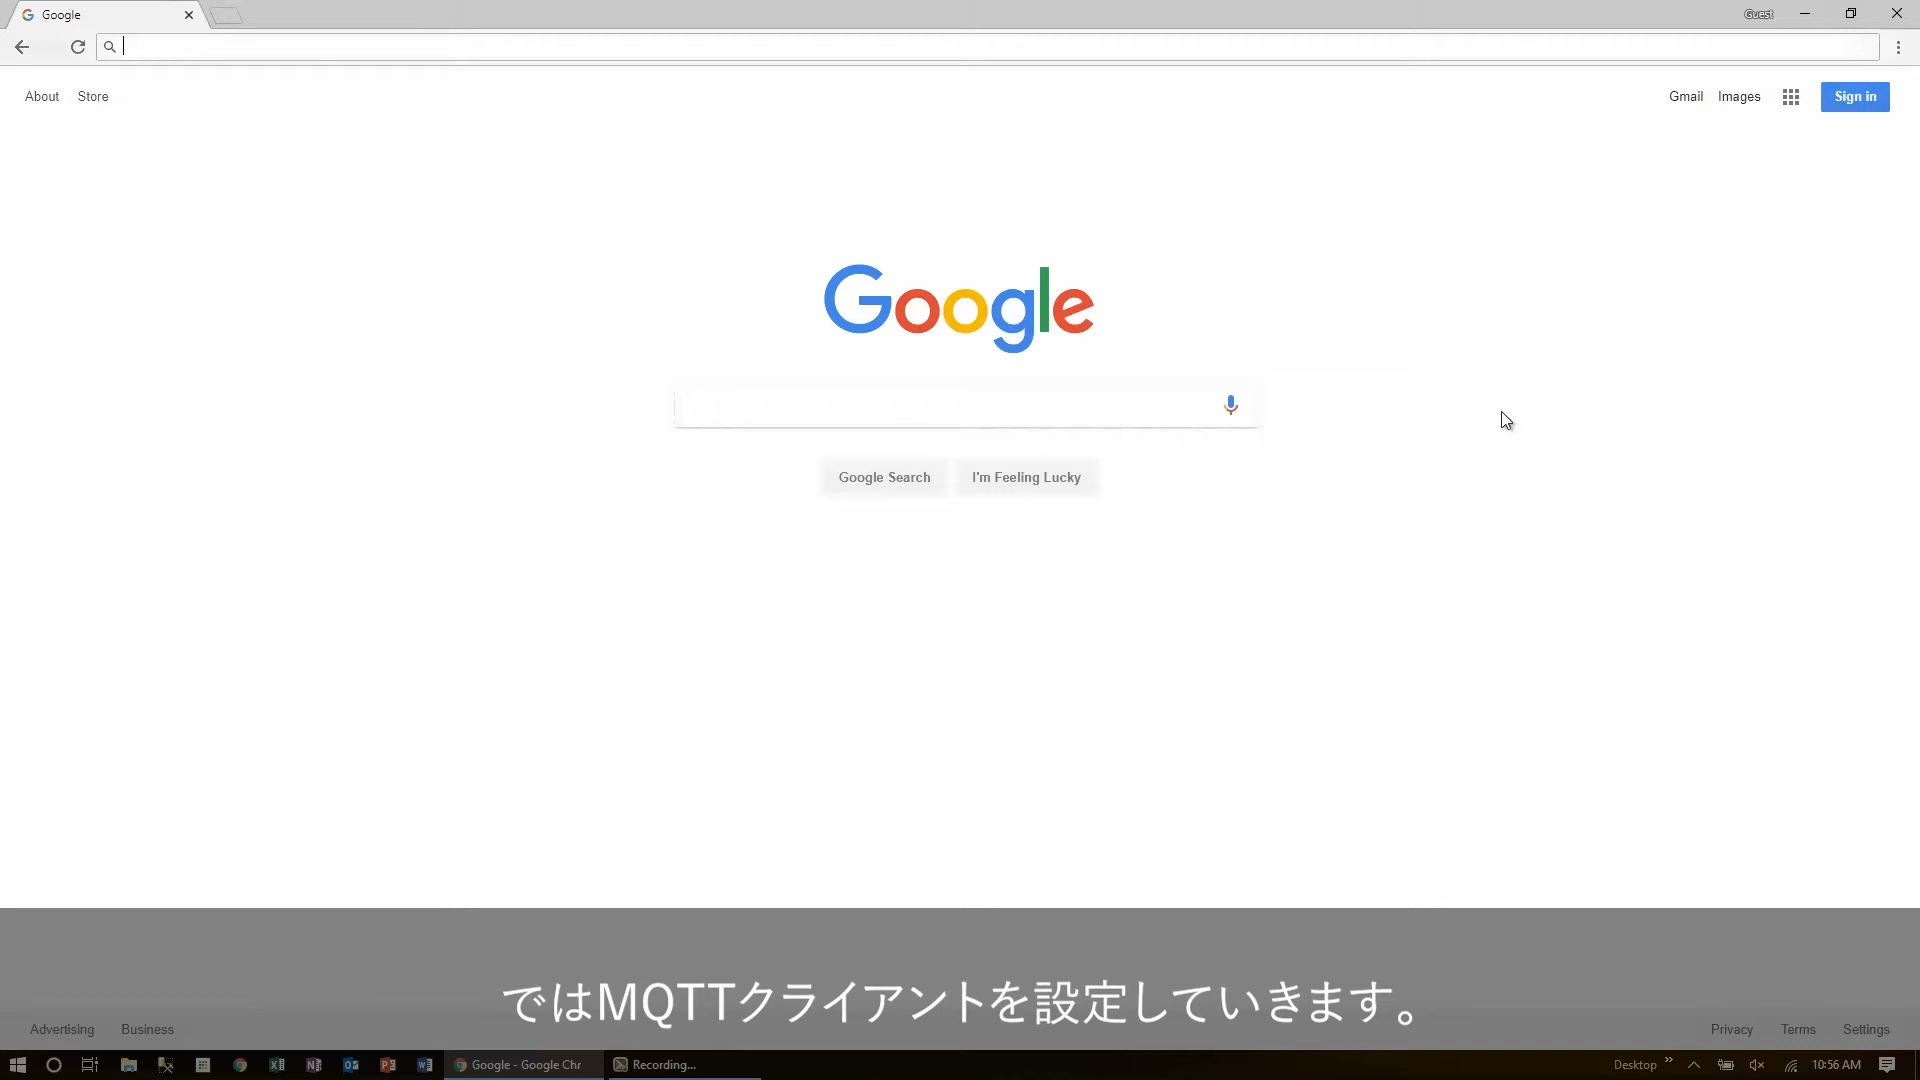 Google
Guest
About Store
Gmail Images Sign in
Google
Google Search I'm Feeling Lucky
ではMQTTクライアントを設定していきます。
Advertising Business
Privacy Terms Settings
Google - Google Chr
Recording...
Desktop
10:56 AM